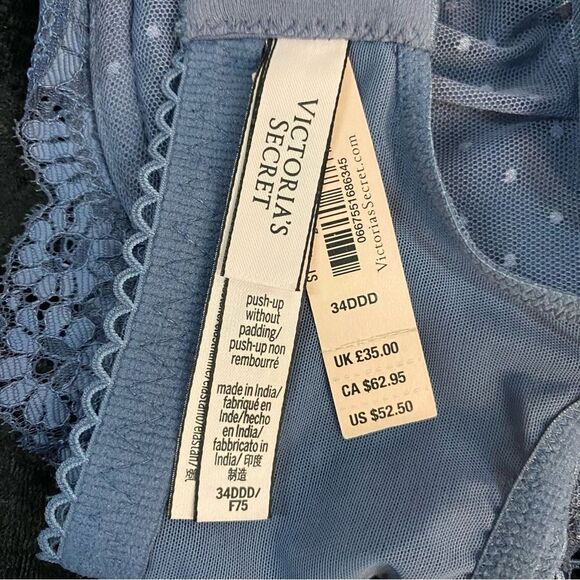 VICTORIA'S
SECRET
push-up
without
padding/
push-up non
rembourré
made in India/
fabriqué en
Inde/hecho
en India/
fabbricato in
India/ 印度
制造
34DDD/
F75
0667551686345
VictoriasSecret.com
34DDD
UK £35.00
CA $62.95
US $52.50